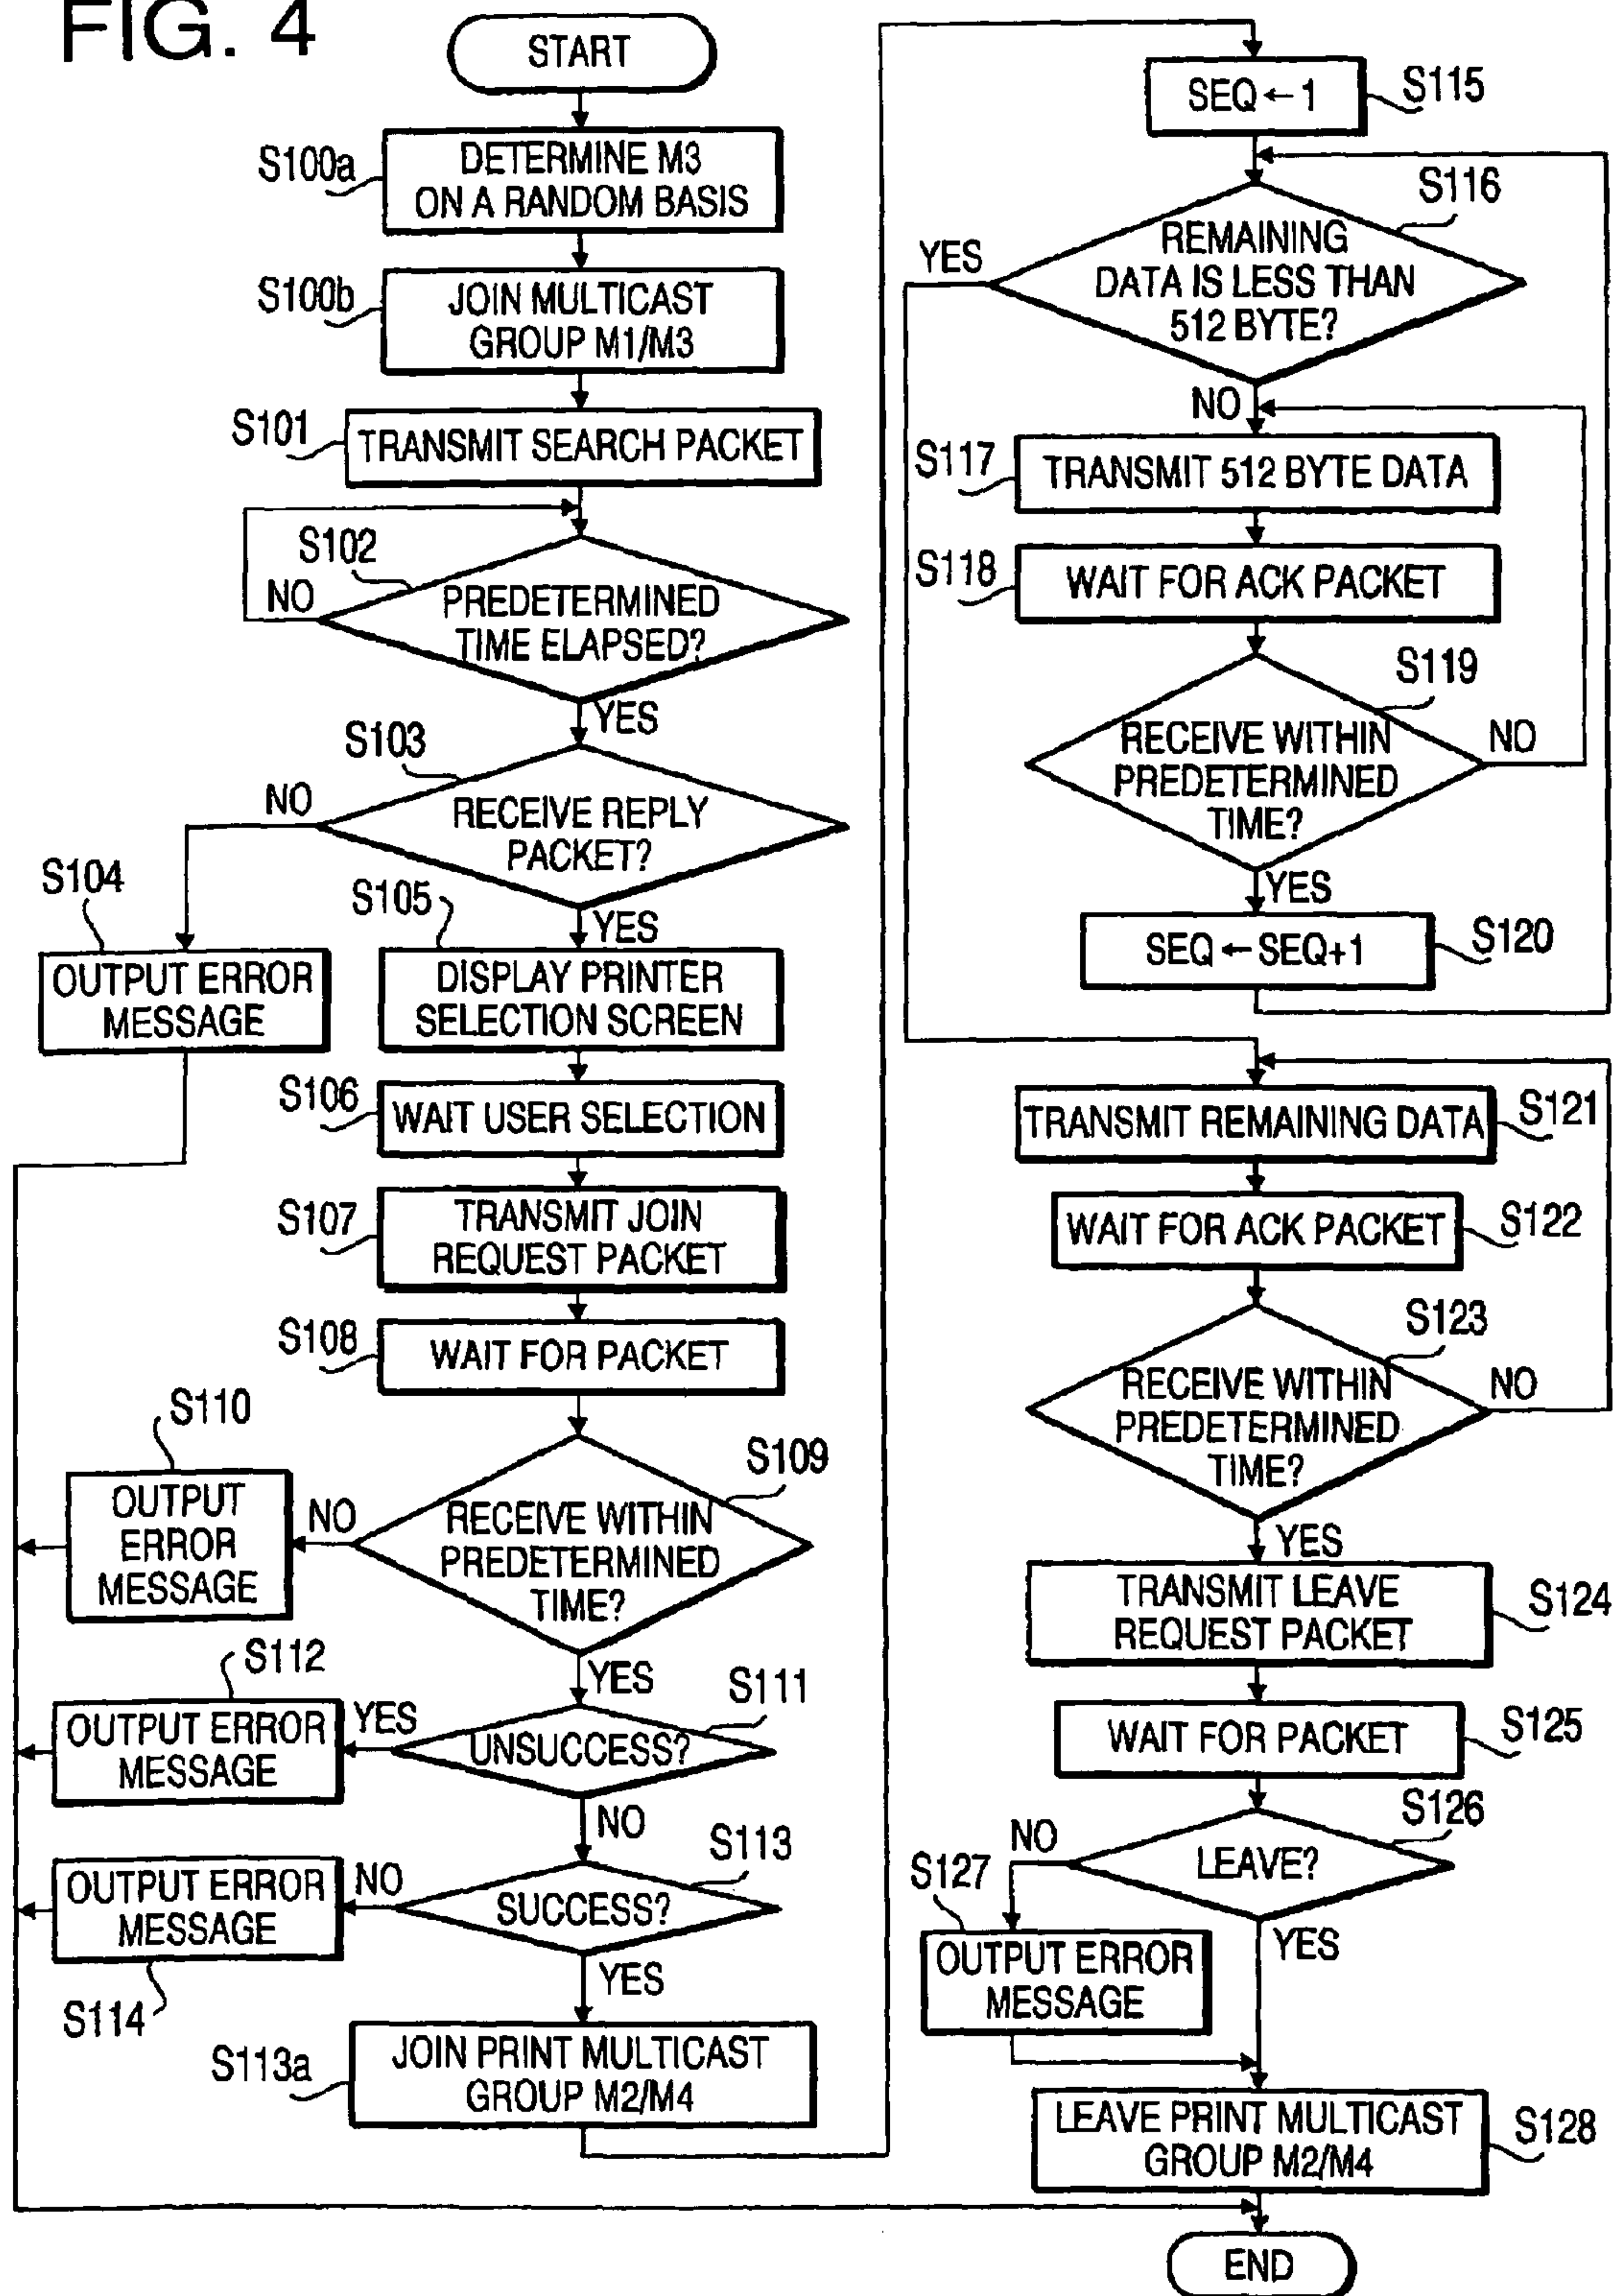 FIG. 4
START
S100a
DETERMINE M3
ON A RANDOM BASIS
S100b
JOIN MULTICAST
GROUP M1/M3
S101
TRANSMIT SEARCH PACKET
S102
NO
PREDETERMINED
TIME ELAPSED?
YES
S103
NO
RECEIVE REPLY
PACKET?
YES
S104
OUTPUT ERROR
MESSAGE
S105
DISPLAY PRINTER
SELECTION SCREEN
S106
WAIT USER SELECTION
S107
TRANSMIT JOIN
REQUEST PACKET
S108
WAIT FOR PACKET
S109
RECEIVE WITHIN
PREDETERMINED
TIME?
NO
S110
OUTPUT
ERROR
MESSAGE
YES
S111
UNSUCCESS?
YES
S112
OUTPUT ERROR
MESSAGE
NO
S113
SUCCESS?
NO
OUTPUT ERROR
MESSAGE
S114
YES
S113a
JOIN PRINT MULTICAST
GROUP M2/M4
SEQ ← 1
S115
S116
YES
REMAINING
DATA IS LESS THAN
512 BYTE?
NO
S117
TRANSMIT 512 BYTE DATA
S118
WAIT FOR ACK PACKET
S119
RECEIVE WITHIN
PREDETERMINED
TIME?
NO
YES
SEQ ← SEQ+1
S120
TRANSMIT REMAINING DATA
S121
WAIT FOR ACK PACKET
S122
S123
RECEIVE WITHIN
PREDETERMINED
TIME?
NO
YES
TRANSMIT LEAVE
REQUEST PACKET
S124
WAIT FOR PACKET
S125
S126
NO
LEAVE?
S127
OUTPUT ERROR
MESSAGE
YES
LEAVE PRINT MULTICAST
GROUP M2/M4
S128
END